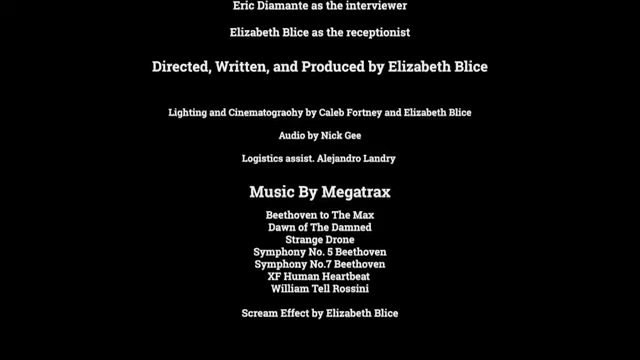 Eric Diamante as the interviewer
Elizabeth Blice as the receptionist
Directed, Written, and Produced by Elizabeth Blice
Lighting and Cinematograohy by Caleb Fortney and Elizabeth Blice
Audio by Nick Gee
Logistics assist. Alejandro Landry
Music By Megatrax
Beethoven to The Max
Dawn of The Damned
Strange Drone
Symphony No. 5 Beethoven
Symphony No.7 Beethoven
XF Human Heartbeat
William Tell Rossini
Scream Effect by Elizabeth Blice